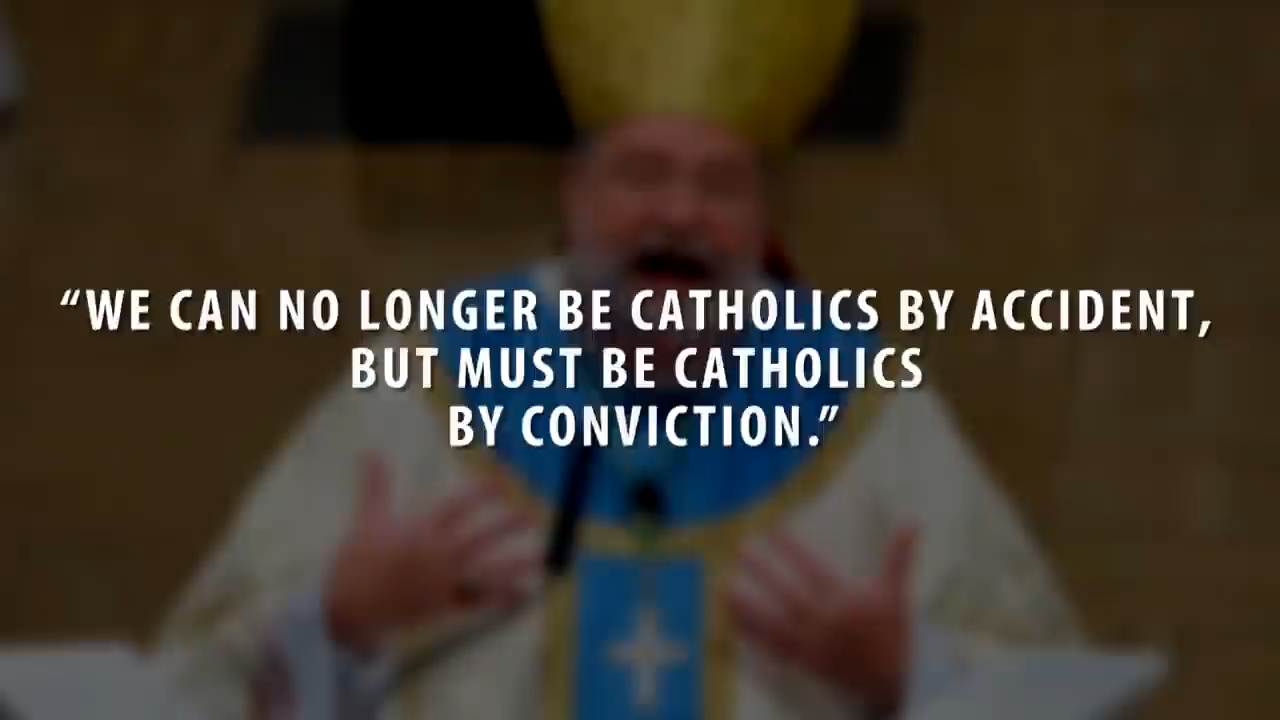 “WE CAN NO LONGER BE CATHOLICS BY ACCIDENT,
BUT MUST BE CATHOLICS
BY CONVICTION.”